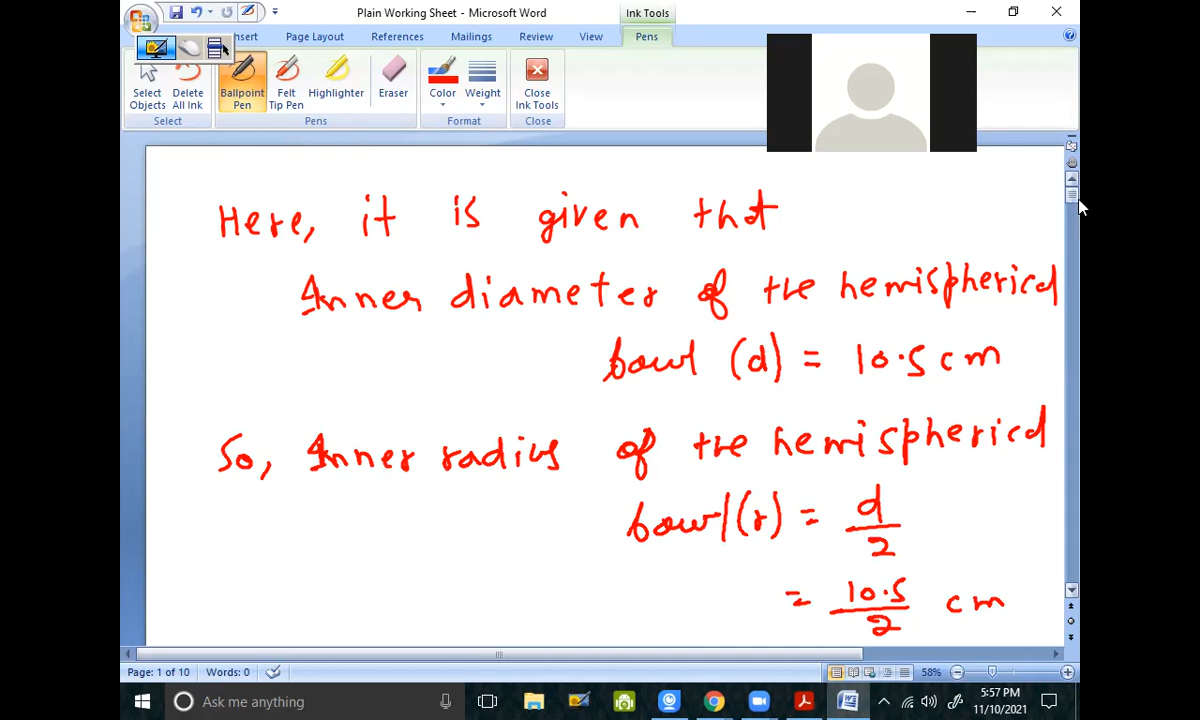 Plain Working Sheet - Microsoft Word
Ink Tools
Insert Page Layout References Mailings Review View Pens
Select Objects
Delete All Ink
Ballpoint Pen
Felt Tip Pen
Highlighter
Eraser
Color
Weight
Close Ink Tools
Select Pens Format Close
Here, it is given that
Inner diameter of the hemispherical
bowl (d) = 10.5 cm
So, Inner radius of the hemispherical
bowl (r) = d/2
= 10.5/2 cm
Page: 1 of 10 Words: 0 58%
Ask me anything
5:57 PM
11/10/2021